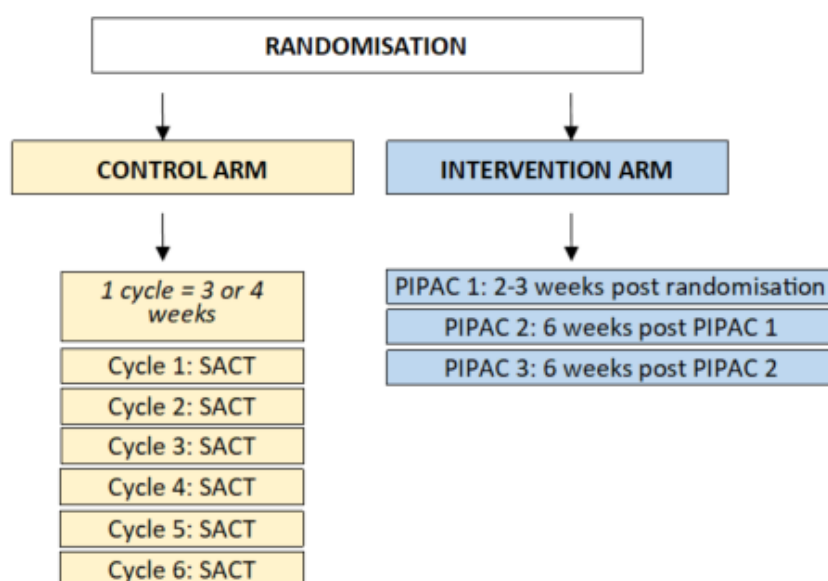 RANDOMISATION
CONTROL ARM
INTERVENTION ARM
1 cycle = 3 or 4
weeks
Cycle 1: SACT
Cycle 2: SACT
Cycle 3: SACT
Cycle 4: SACT
Cycle 5: SACT
Cycle 6: SACT
PIPAC 1: 2-3 weeks post randomisation
PIPAC 2: 6 weeks post PIPAC 1
PIPAC 3: 6 weeks post PIPAC 2